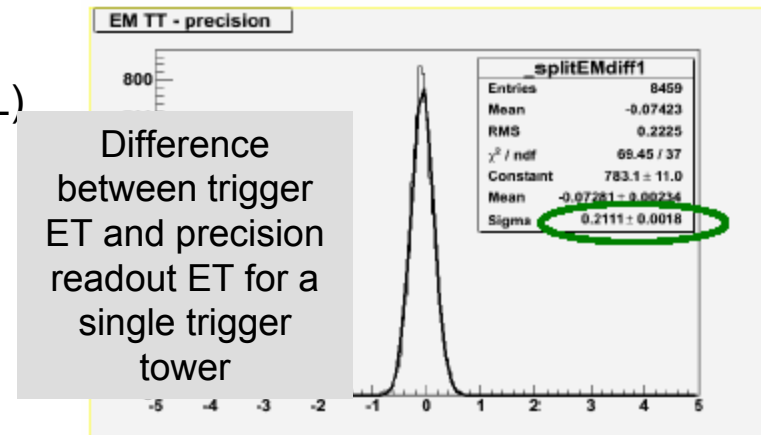 EM TT - precision
_splitEMdiff1
Entries 8459
Mean -0.07423
RMS 0.2225
χ² / ndf 69.45 / 37
Constant 783.1 ± 11.0
Mean -0.07281 ± 0.00234
Sigma 0.2111 ± 0.0018
800
Difference
between trigger
ET and precision
readout ET for a
single trigger
tower
-5 -4 -3 -2 -1 0 1 2 3 4 5